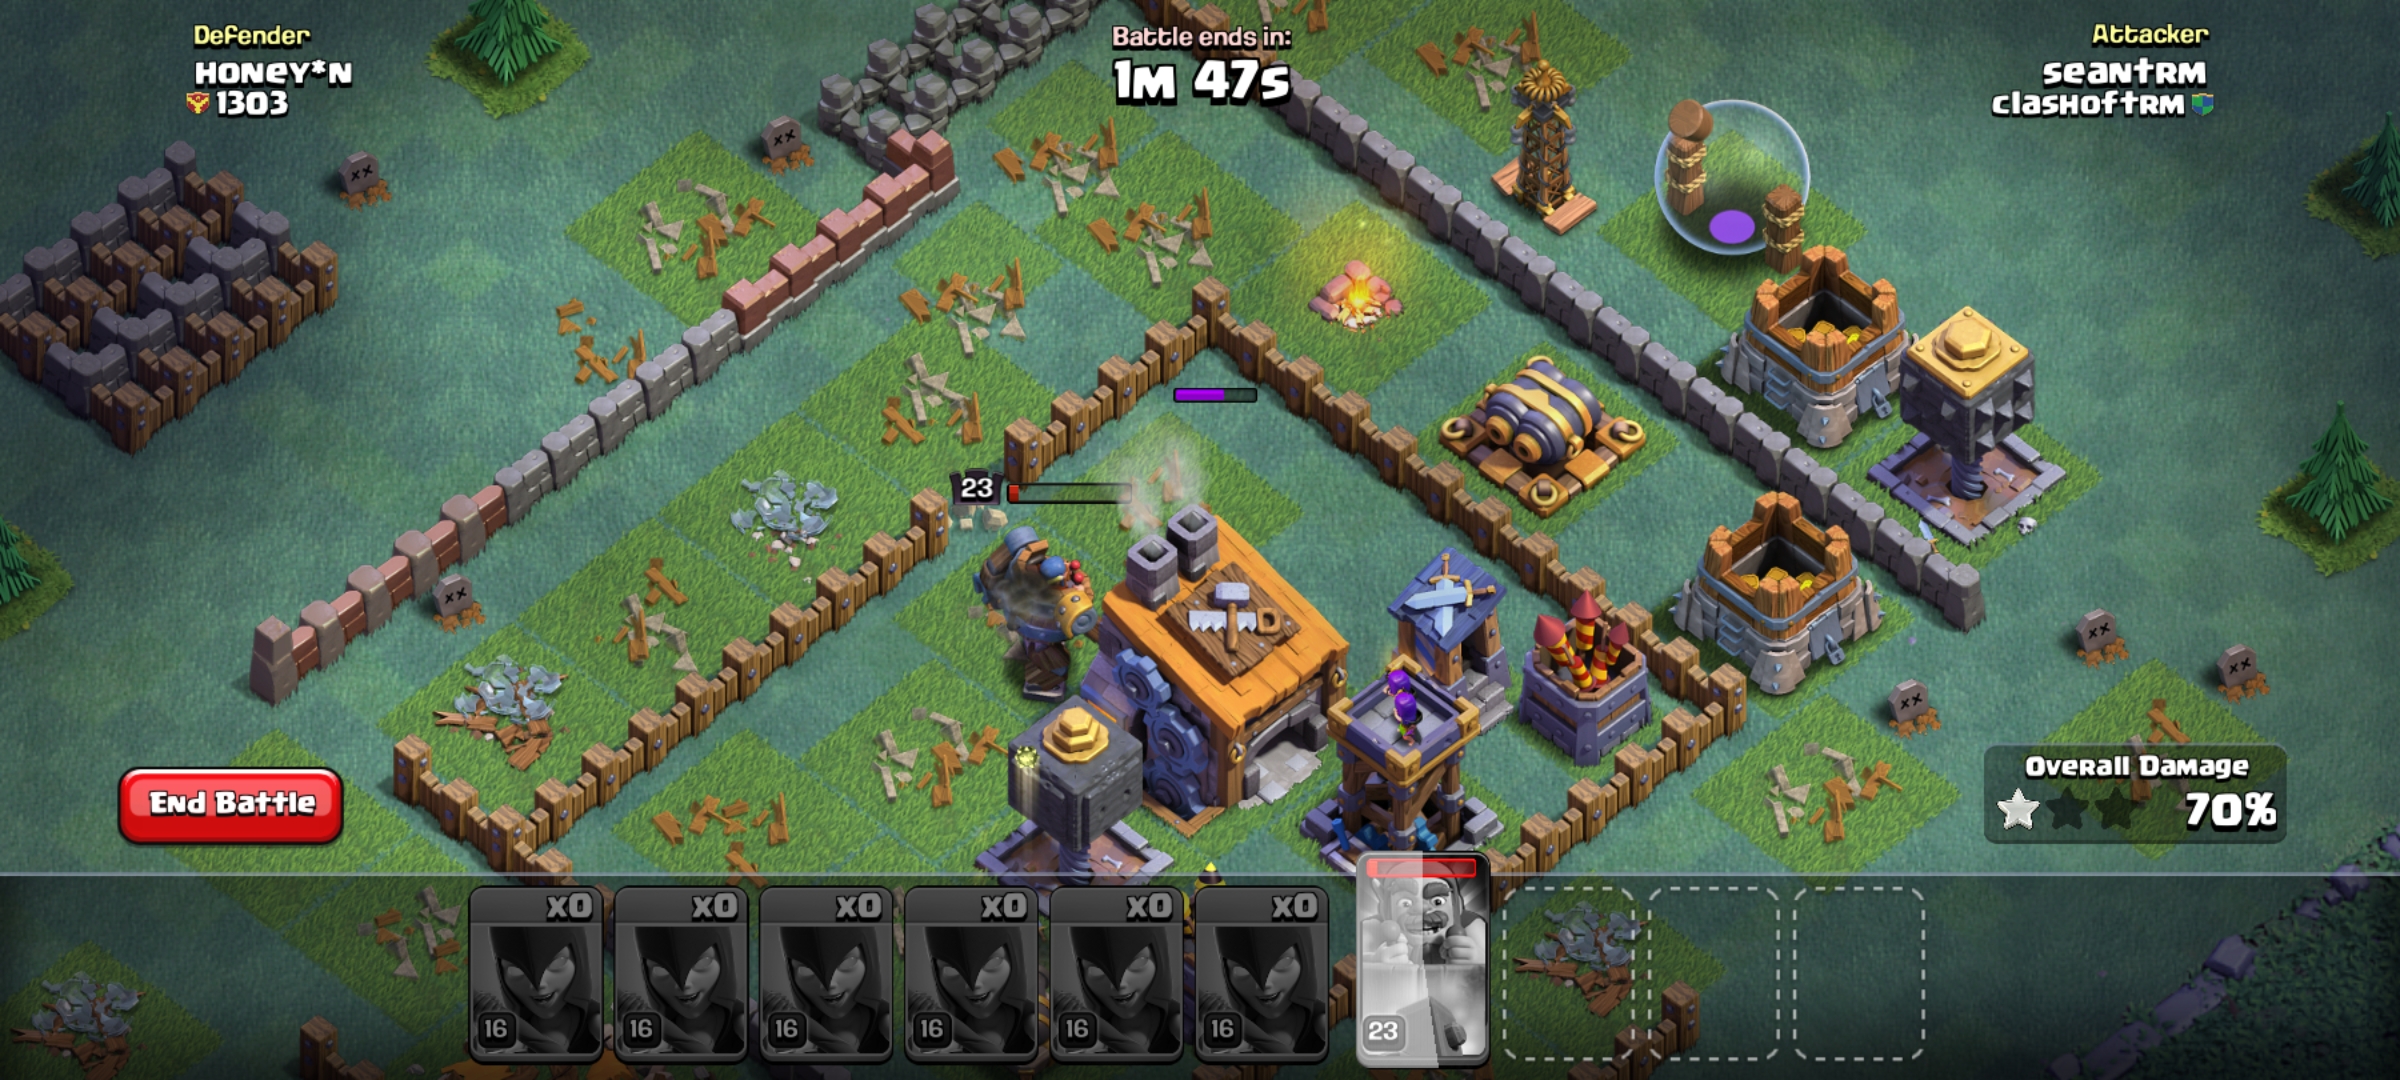 Defender
HONEY*N
1303
Battle ends in:
1M 47s
Attacker
seantRM
clashoftRM
23
End Battle
Overall Damage
70%
x0
x0
x0
x0
x0
x0
16
16
16
16
16
16
23